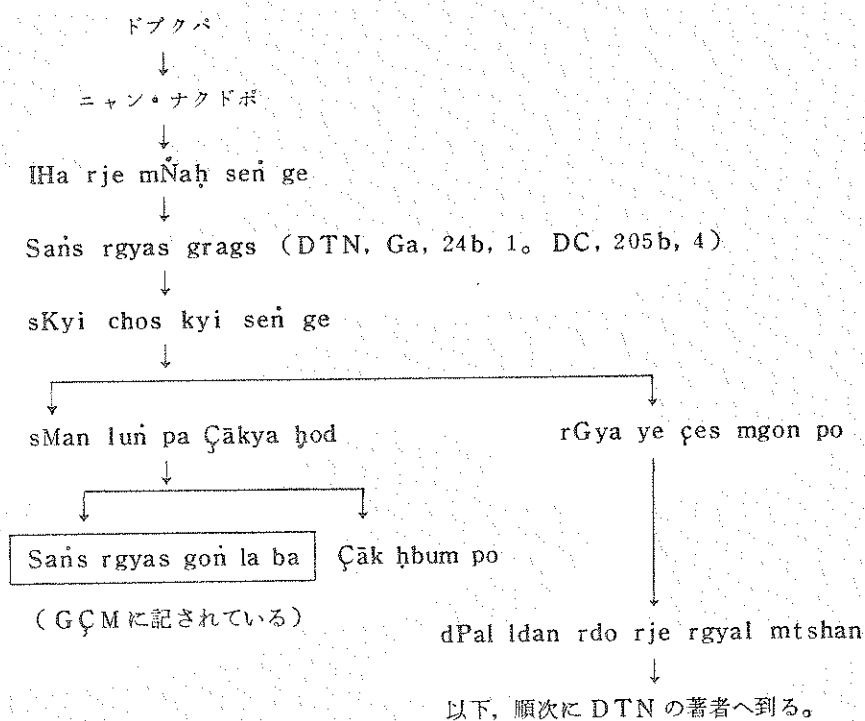 ドプクパ
↓
ニャン・ナクドポ
↓
lHa rje mṄaḥ seṅ ge
↓
Saṅs rgyas grags （DTN, Ga, 24b, 1。DC, 205b, 4）
↓
sKyi chos kyi seṅ ge
↓
sMan luṅ pa Çākya ḥod rGya ye çes mgon po
↓
Saṅs rgyas goṅ la ba Çāk ḥbum po
（GÇMに記されている）
dPal ldan rdo rje rgyal mtshan
↓
以下，順次にDTNの著者へ到る。